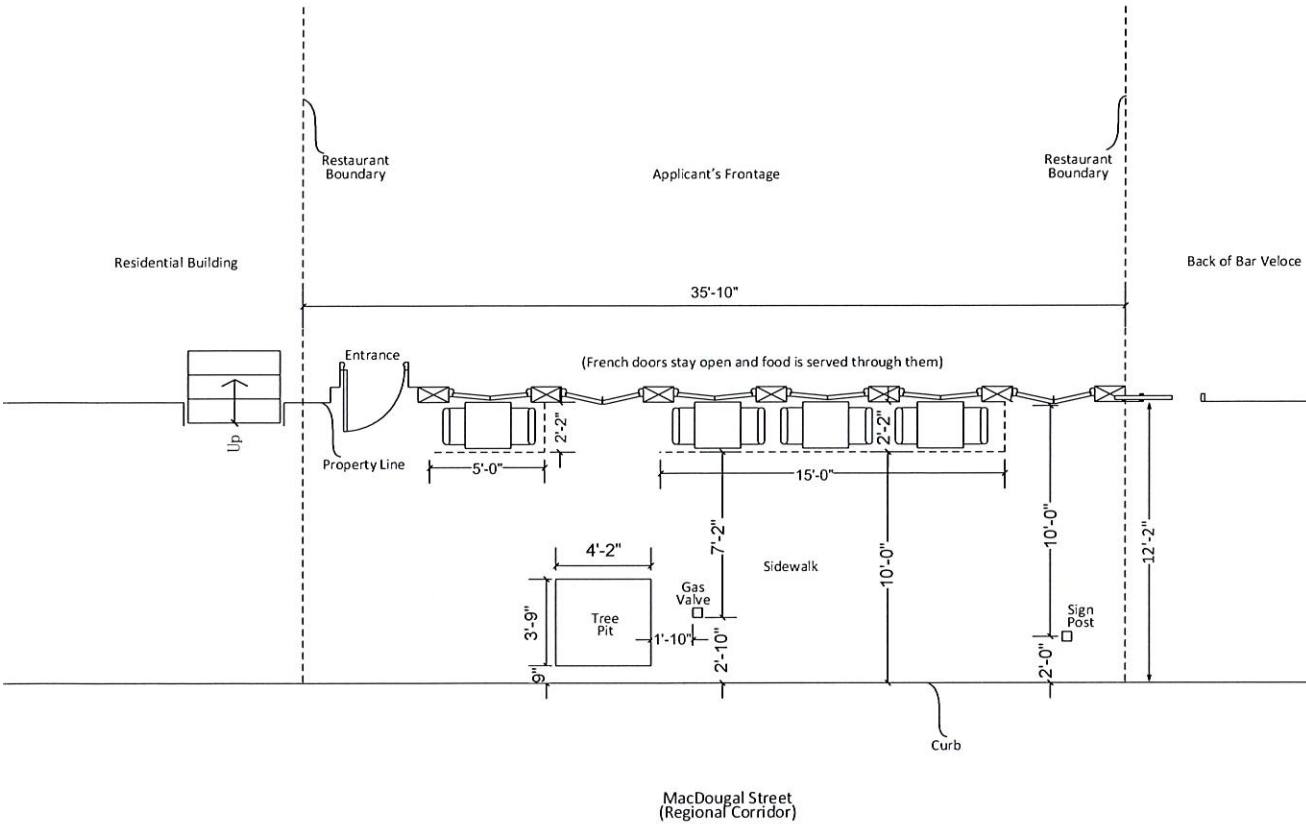 Restaurant
Boundary
Applicant's Frontage
Restaurant
Boundary
Residential Building
Back of Bar Veloce
35'-10"
Entrance
(French doors stay open and food is served through them)
Up
Property Line
2'-2"
5'-0"
2'-2"
15'-0"
4'-2"
3'-9"
Tree
Pit
9"
Gas
Valve
1'-10"
7'-2"
2'-10"
Sidewalk
10'-0"
10'-0"
Sign
Post
2'-0"
12'-2"
Curb
MacDougal Street
(Regional Corridor)